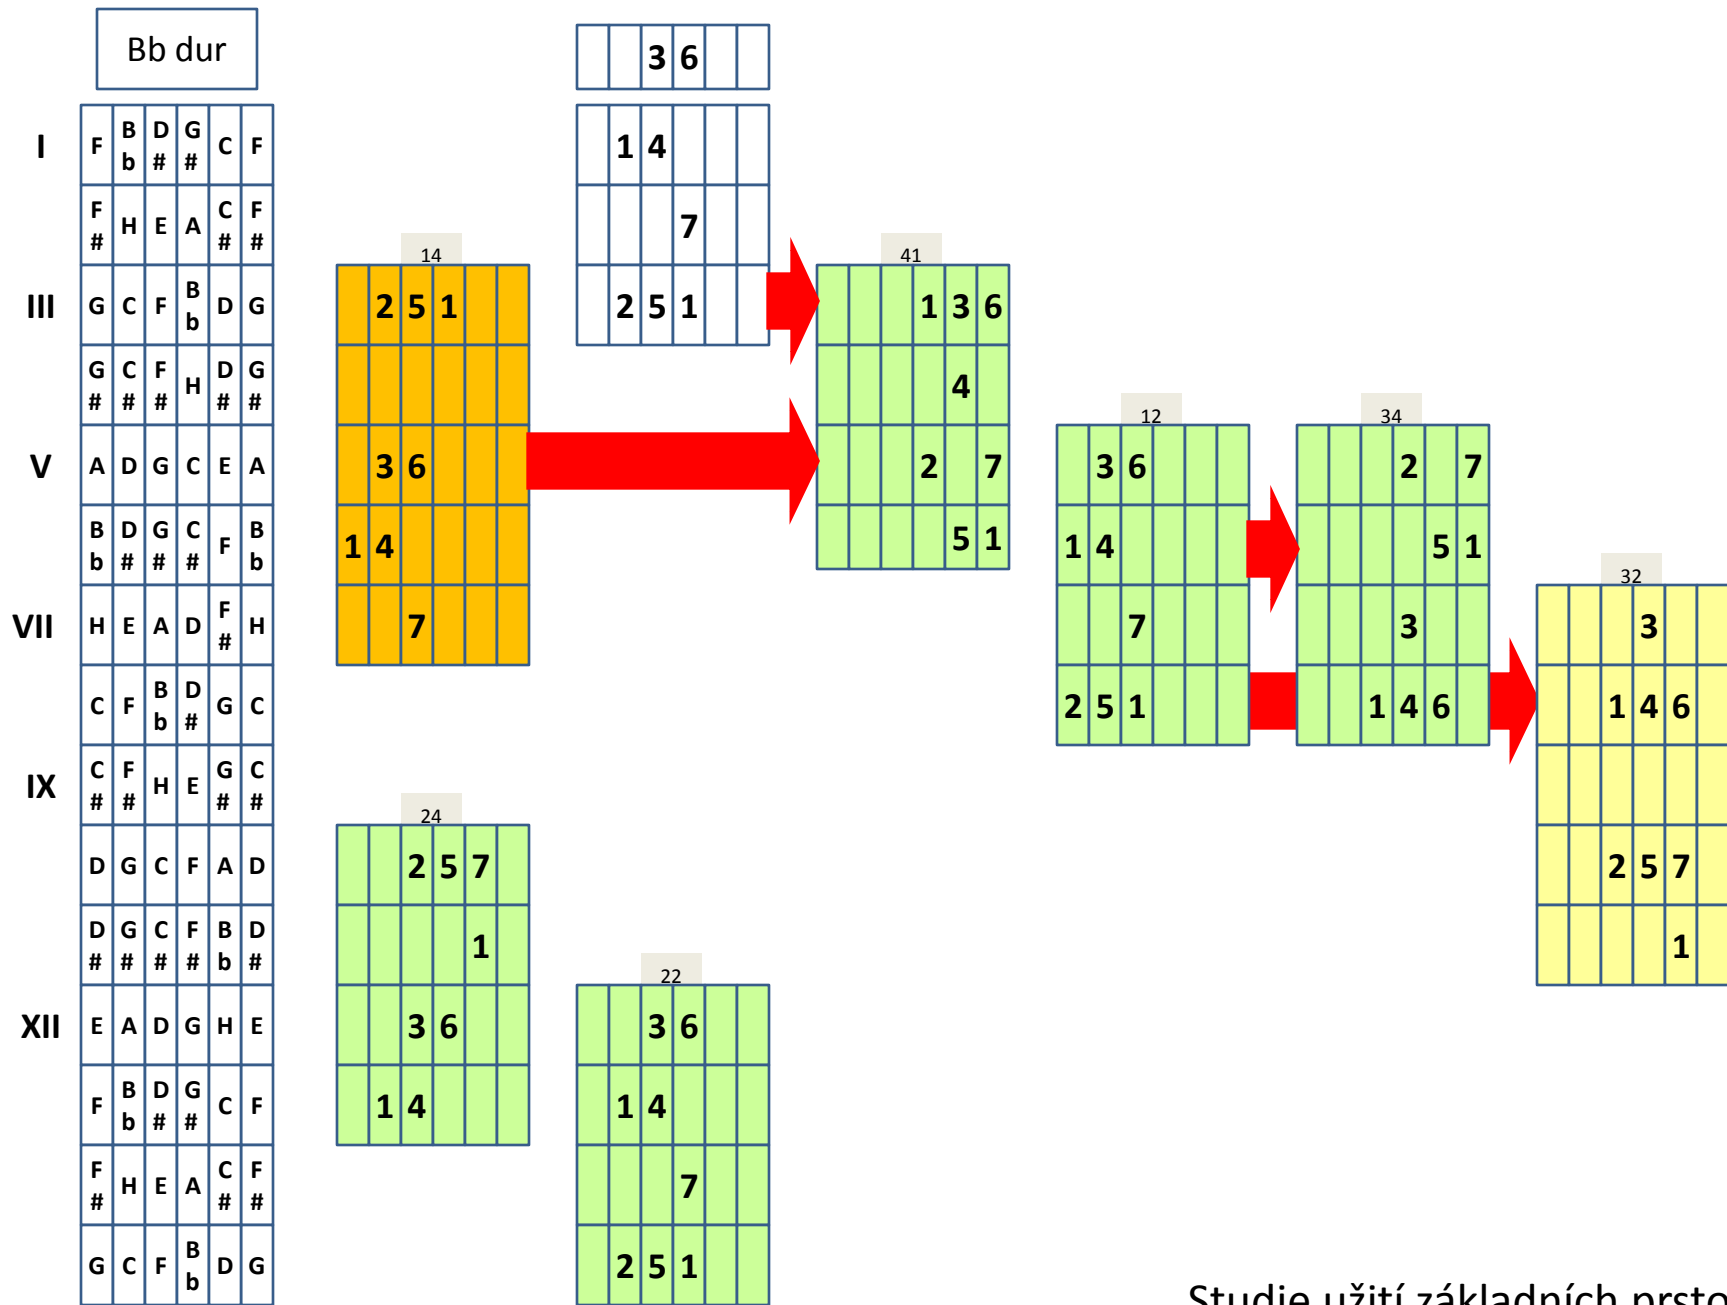 Bb dur
3 6
I F Bb D# G# C F
1 4
F# H E A C# F#
7
14
41
III G C F Bb D G
2 5 1
2 5 1
1 3 6
G# C# F# H D# G#
4
12
34
V A D G C E A
3 6
2 7
3 6
2 7
Bb D# G# C# F Bb
1 4
5 1
1 4
5 1
32
VII H E A D F# H
7
7
3
3
C F Bb D# G C
2 5 1
1 4 6
1 4 6
IX C# F# H E G# C#
24
D G C F A D
2 5 7
2 5 7
D# G# C# F# Bb D#
1
1
22
XII E A D G H E
3 6
3 6
F Bb D# G# C F
1 4
1 4
F# H E A C# F#
7
G C F Bb D G
2 5 1
Studie užití základních prsto